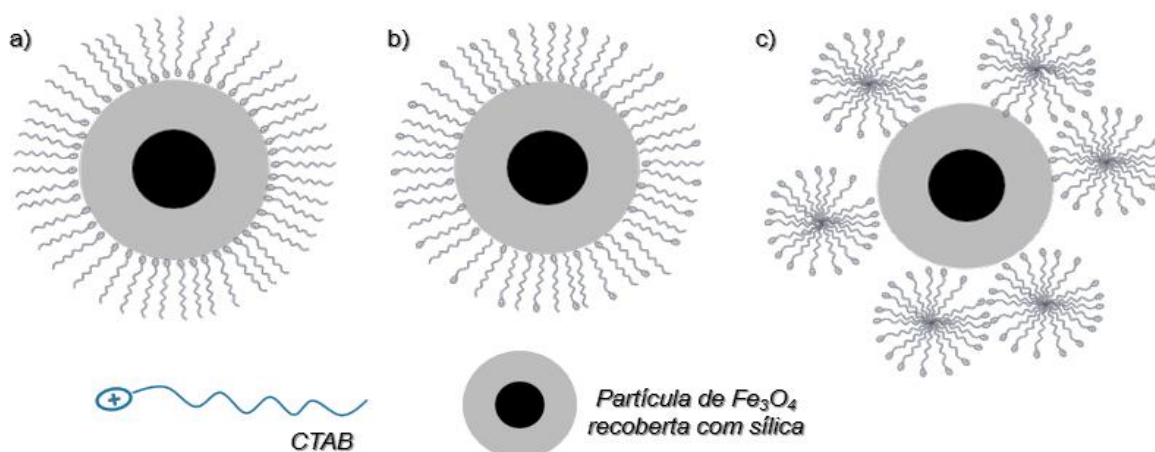 a)
b)
c)
+
CTAB
Partícula de Fe₃O₄
recoberta com sílica